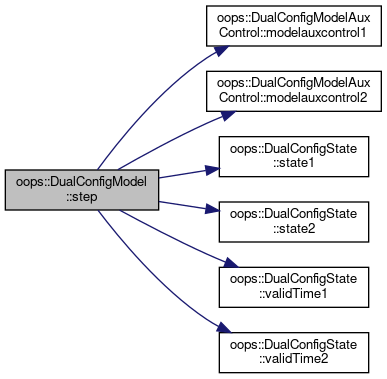 oops::DualConfigModelAux
Control::modelauxcontrol1
oops::DualConfigModelAux
Control::modelauxcontrol2
oops::DualConfigState
::state1
oops::DualConfigModel
::step
oops::DualConfigState
::state2
oops::DualConfigState
::validTime1
oops::DualConfigState
::validTime2